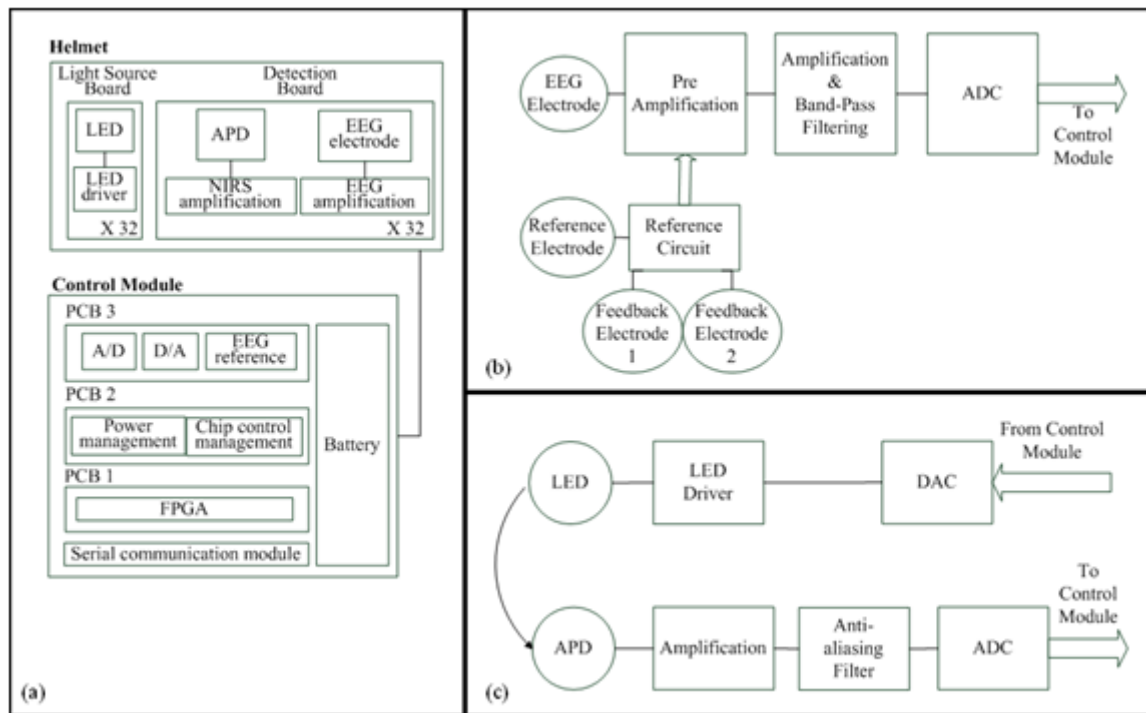 Helmet
Light Source
Board
Detection
Board
LED
LED
driver
X 32
APD
EEG
electrode
NIRS
amplification
EEG
amplification
X 32
Control Module
PCB 3
A/D
D/A
EEG
reference
PCB 2
Power
management
Chip control
management
PCB 1
FPGA
Serial communication module
Battery
(a)
EEG
Electrode
Pre
Amplification
Amplification
&
Band-Pass
Filtering
ADC
To
Control
Module
Reference
Electrode
Reference
Circuit
Feedback
Electrode
1
Feedback
Electrode
2
(b)
LED
LED
Driver
DAC
From Control
Module
APD
Amplification
Anti-
aliasing
Filter
ADC
To
Control
Module
(c)